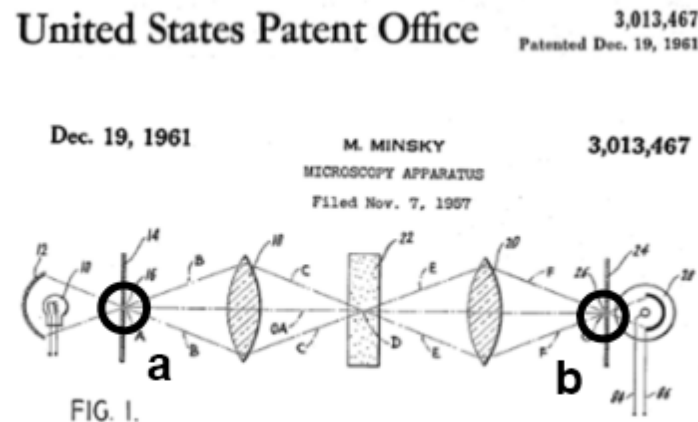 United States Patent Office
3,013,467
Patented Dec. 19, 1961
Dec. 19, 1961
M. MINSKY
3,013,467
MICROSCOPY APPARATUS
Filed Nov. 7, 1957
12
10
14
16
B
18
C
22
E
20
F
26
24
28
A
B
OA
C
D
E
F
a
b
FIG. 1.